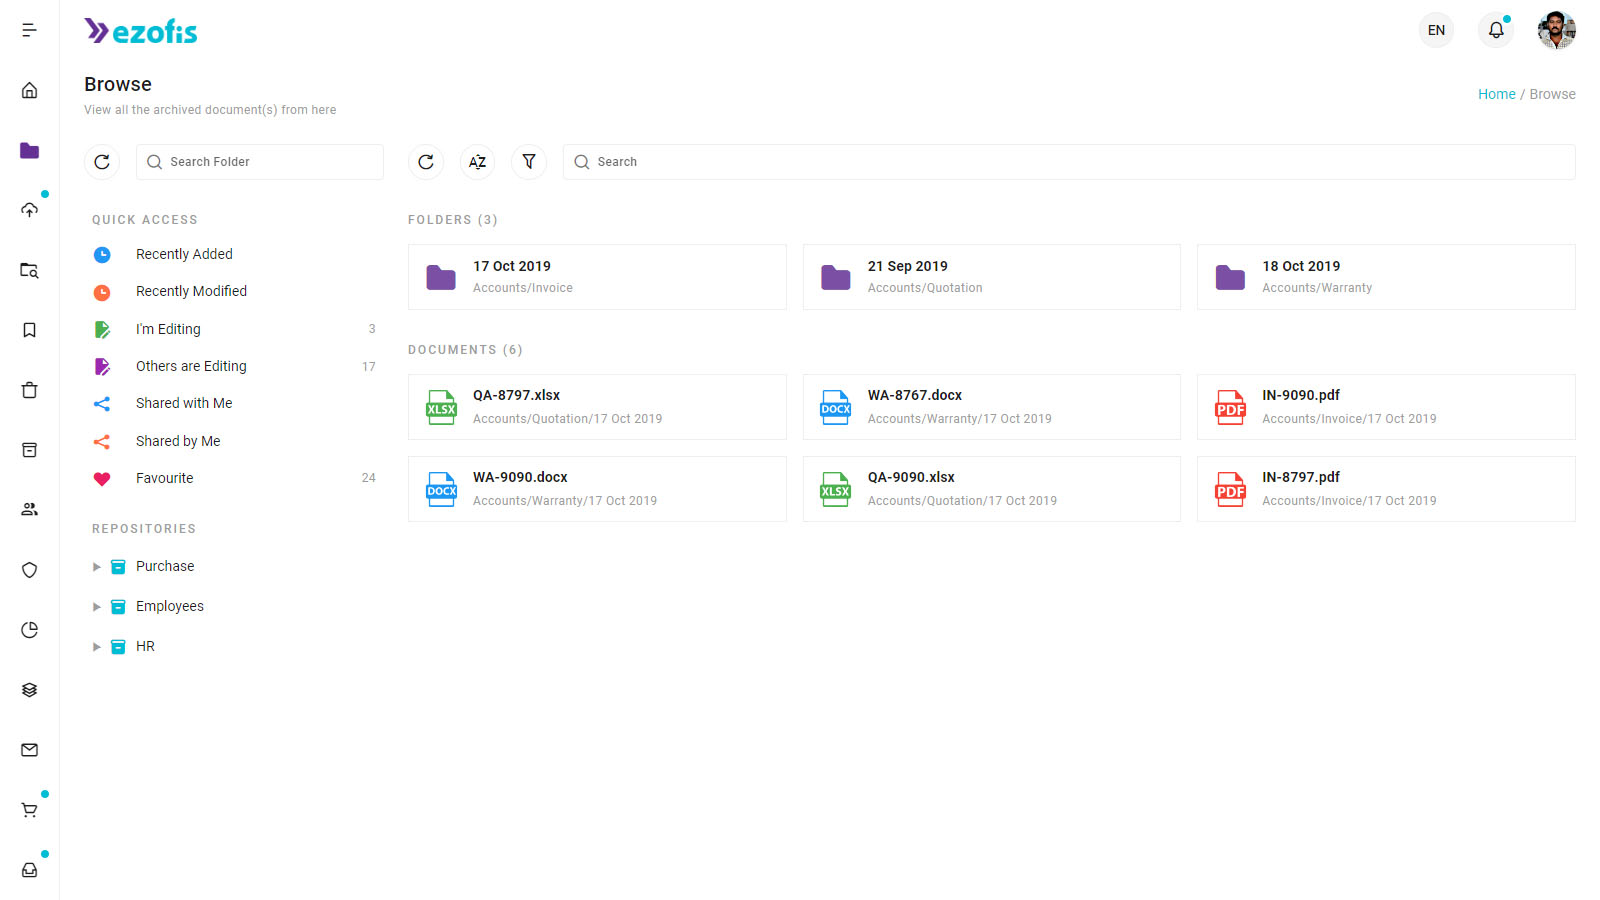 ezofis
EN
Browse
View all the archived document(s) from here
Home / Browse
Search Folder
AZ
Search
QUICK ACCESS
Recently Added
Recently Modified
I'm Editing 3
Others are Editing 17
Shared with Me
Shared by Me
Favourite 24
REPOSITORIES
Purchase
Employees
HR
FOLDERS (3)
17 Oct 2019
Accounts/Invoice
21 Sep 2019
Accounts/Quotation
18 Oct 2019
Accounts/Warranty
DOCUMENTS (6)
XLSX
QA-8797.xlsx
Accounts/Quotation/17 Oct 2019
DOCX
WA-8767.docx
Accounts/Warranty/17 Oct 2019
PDF
IN-9090.pdf
Accounts/Invoice/17 Oct 2019
DOCX
WA-9090.docx
Accounts/Warranty/17 Oct 2019
XLSX
QA-9090.xlsx
Accounts/Quotation/17 Oct 2019
PDF
IN-8797.pdf
Accounts/Invoice/17 Oct 2019